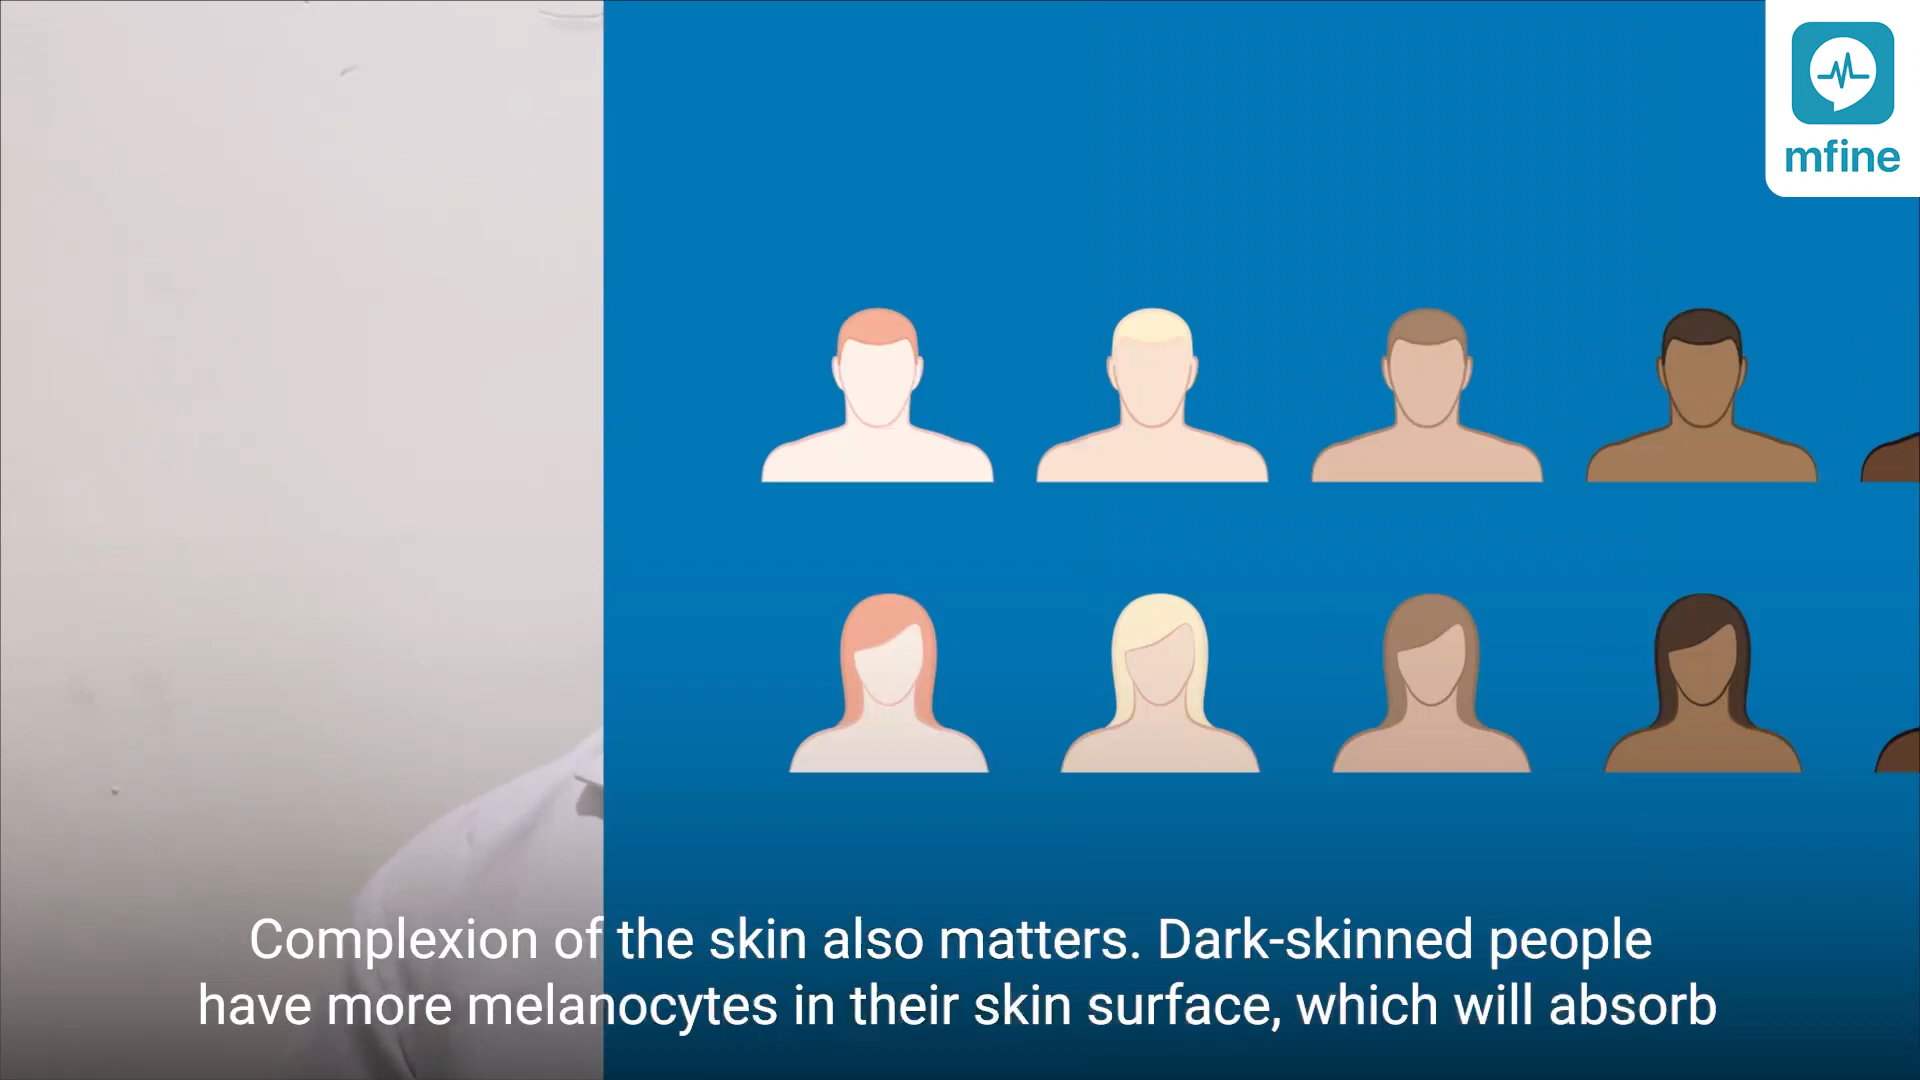 mfine
Complexion of the skin also matters. Dark-skinned people
have more melanocytes in their skin surface, which will absorb